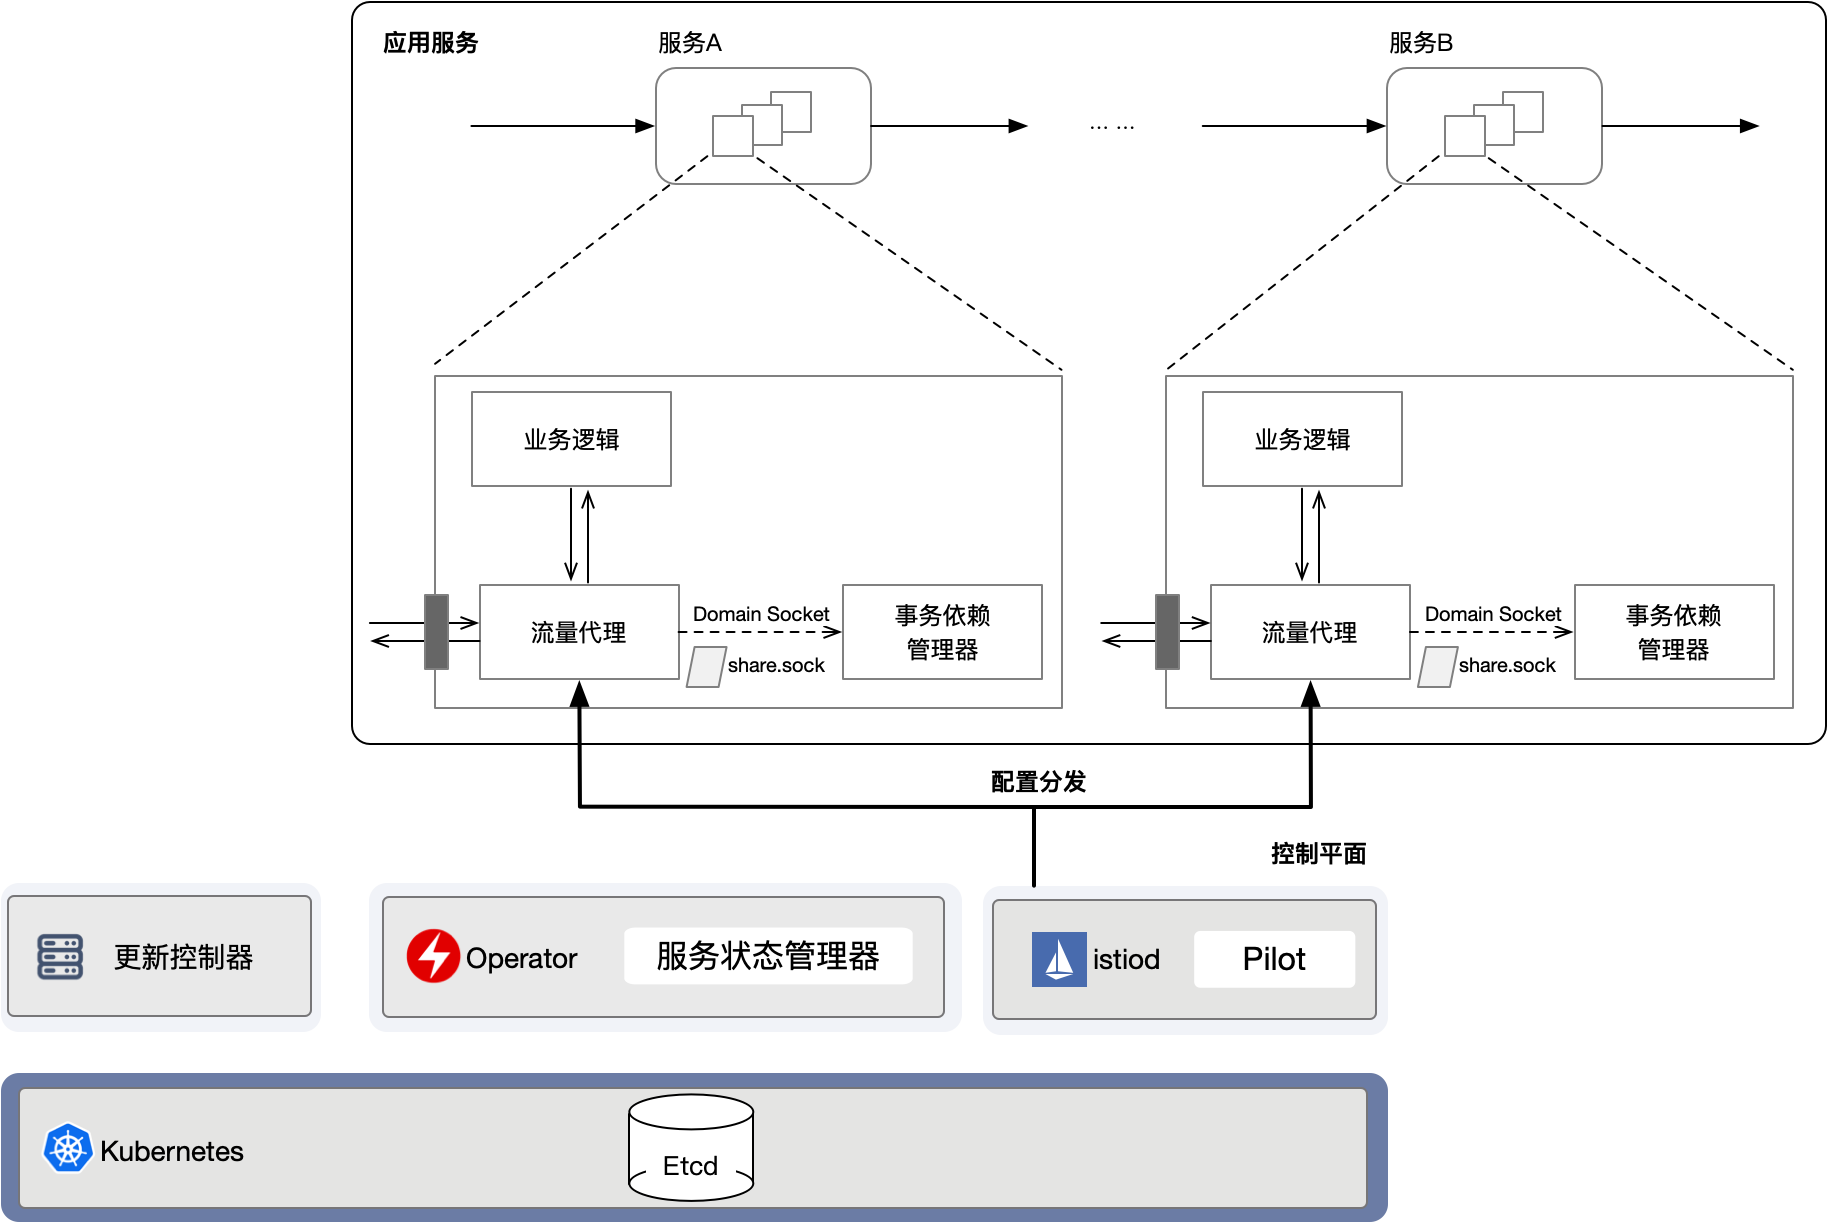 应用服务
服务A
服务B
... ...
业务逻辑
业务逻辑
流量代理
Domain Socket
share.sock
事务依赖
管理器
流量代理
Domain Socket
share.sock
事务依赖
管理器
配置分发
控制平面
更新控制器
Operator
服务状态管理器
istiod
Pilot
Kubernetes
Etcd